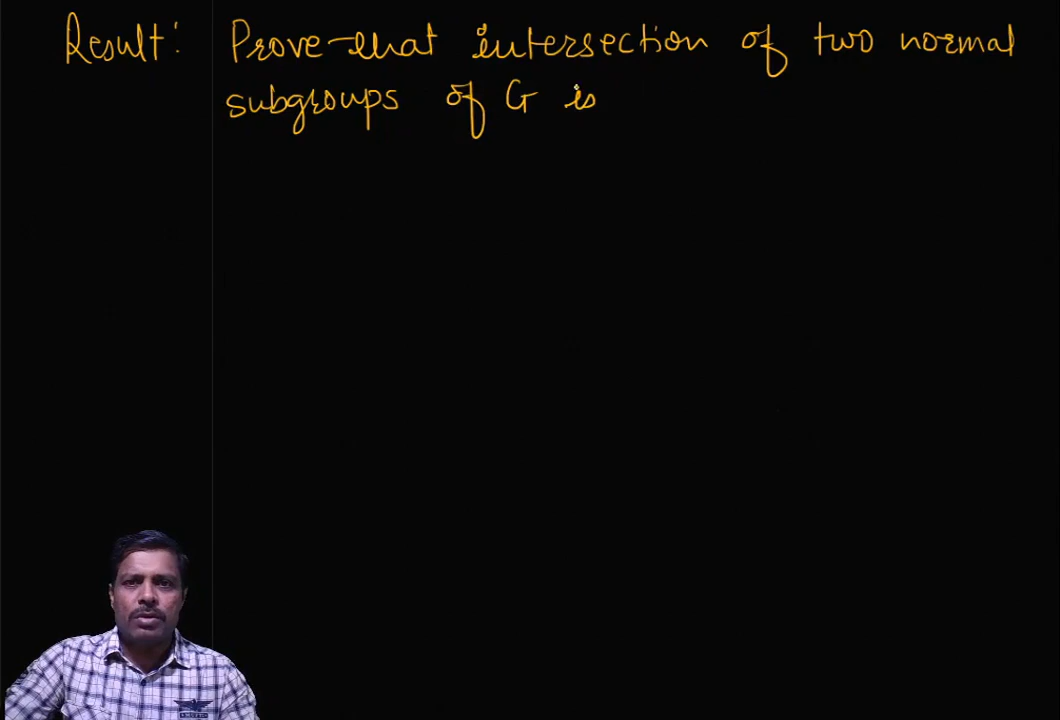 Result: Prove that intersection of two normal
subgroups of G is